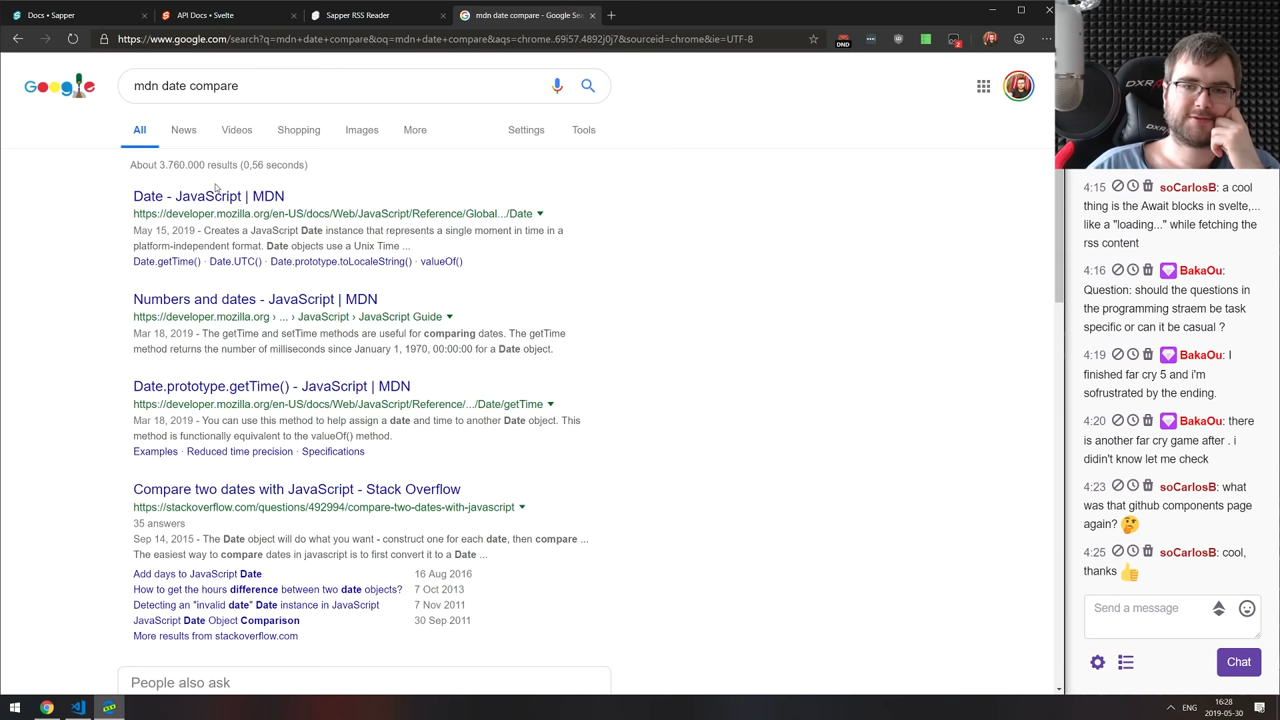 Docs • Sapper
API Docs • Svelte
Sapper RSS Reader
mdn date compare - Google Se
https://www.google.com/search?q=mdn+date+compare&oq=mdn+date+compare&aqs=chrome..69i57.4892j0j7&sourceid=chrome&ie=UTF-8
DND
2
Google
mdn date compare
All
News
Videos
Shopping
Images
More
Settings
Tools
About 3.760.000 results (0,56 seconds)
Date - JavaScript | MDN
https://developer.mozilla.org/en-US/docs/Web/JavaScript/Reference/Global.../Date
May 15, 2019 - Creates a JavaScript Date instance that represents a single moment in time in a
platform-independent format. Date objects use a Unix Time ...
Date.getTime() · Date.UTC() · Date.prototype.toLocaleString() · valueOf()
Numbers and dates - JavaScript | MDN
https://developer.mozilla.org › ... › JavaScript › JavaScript Guide
Mar 18, 2019 - The getTime and setTime methods are useful for comparing dates. The getTime
method returns the number of milliseconds since January 1, 1970, 00:00:00 for a Date object.
Date.prototype.getTime() - JavaScript | MDN
https://developer.mozilla.org/en-US/docs/Web/JavaScript/Reference/.../Date/getTime
Mar 18, 2019 - You can use this method to help assign a date and time to another Date object. This
method is functionally equivalent to the valueOf() method.
Examples · Reduced time precision · Specifications
Compare two dates with JavaScript - Stack Overflow
https://stackoverflow.com/questions/492994/compare-two-dates-with-javascript
35 answers
Sep 14, 2015 - The Date object will do what you want - construct one for each date, then compare ...
The easiest way to compare dates in javascript is to first convert it to a Date ...
Add days to JavaScript Date 16 Aug 2016
How to get the hours difference between two date objects? 7 Oct 2013
Detecting an "invalid date" Date instance in JavaScript 7 Nov 2011
JavaScript Date Object Comparison 30 Sep 2011
More results from stackoverflow.com
People also ask
DXR
DXR
4:15 soCarlosB: a cool
thing is the Await blocks in svelte,...
like a "loading..." while fetching the
rss content
4:16 BakaOu:
Question: should the questions in
the programming straem be task
specific or can it be casual ?
4:19 BakaOu: I
finished far cry 5 and i'm
sofrustrated by the ending.
4:20 BakaOu: there
is another far cry game after . i
didin't know let me check
4:23 soCarlosB: what
was that github components page
again?
4:25 soCarlosB: cool,
thanks
Send a message
Chat
ENG
16:28
2019-05-30